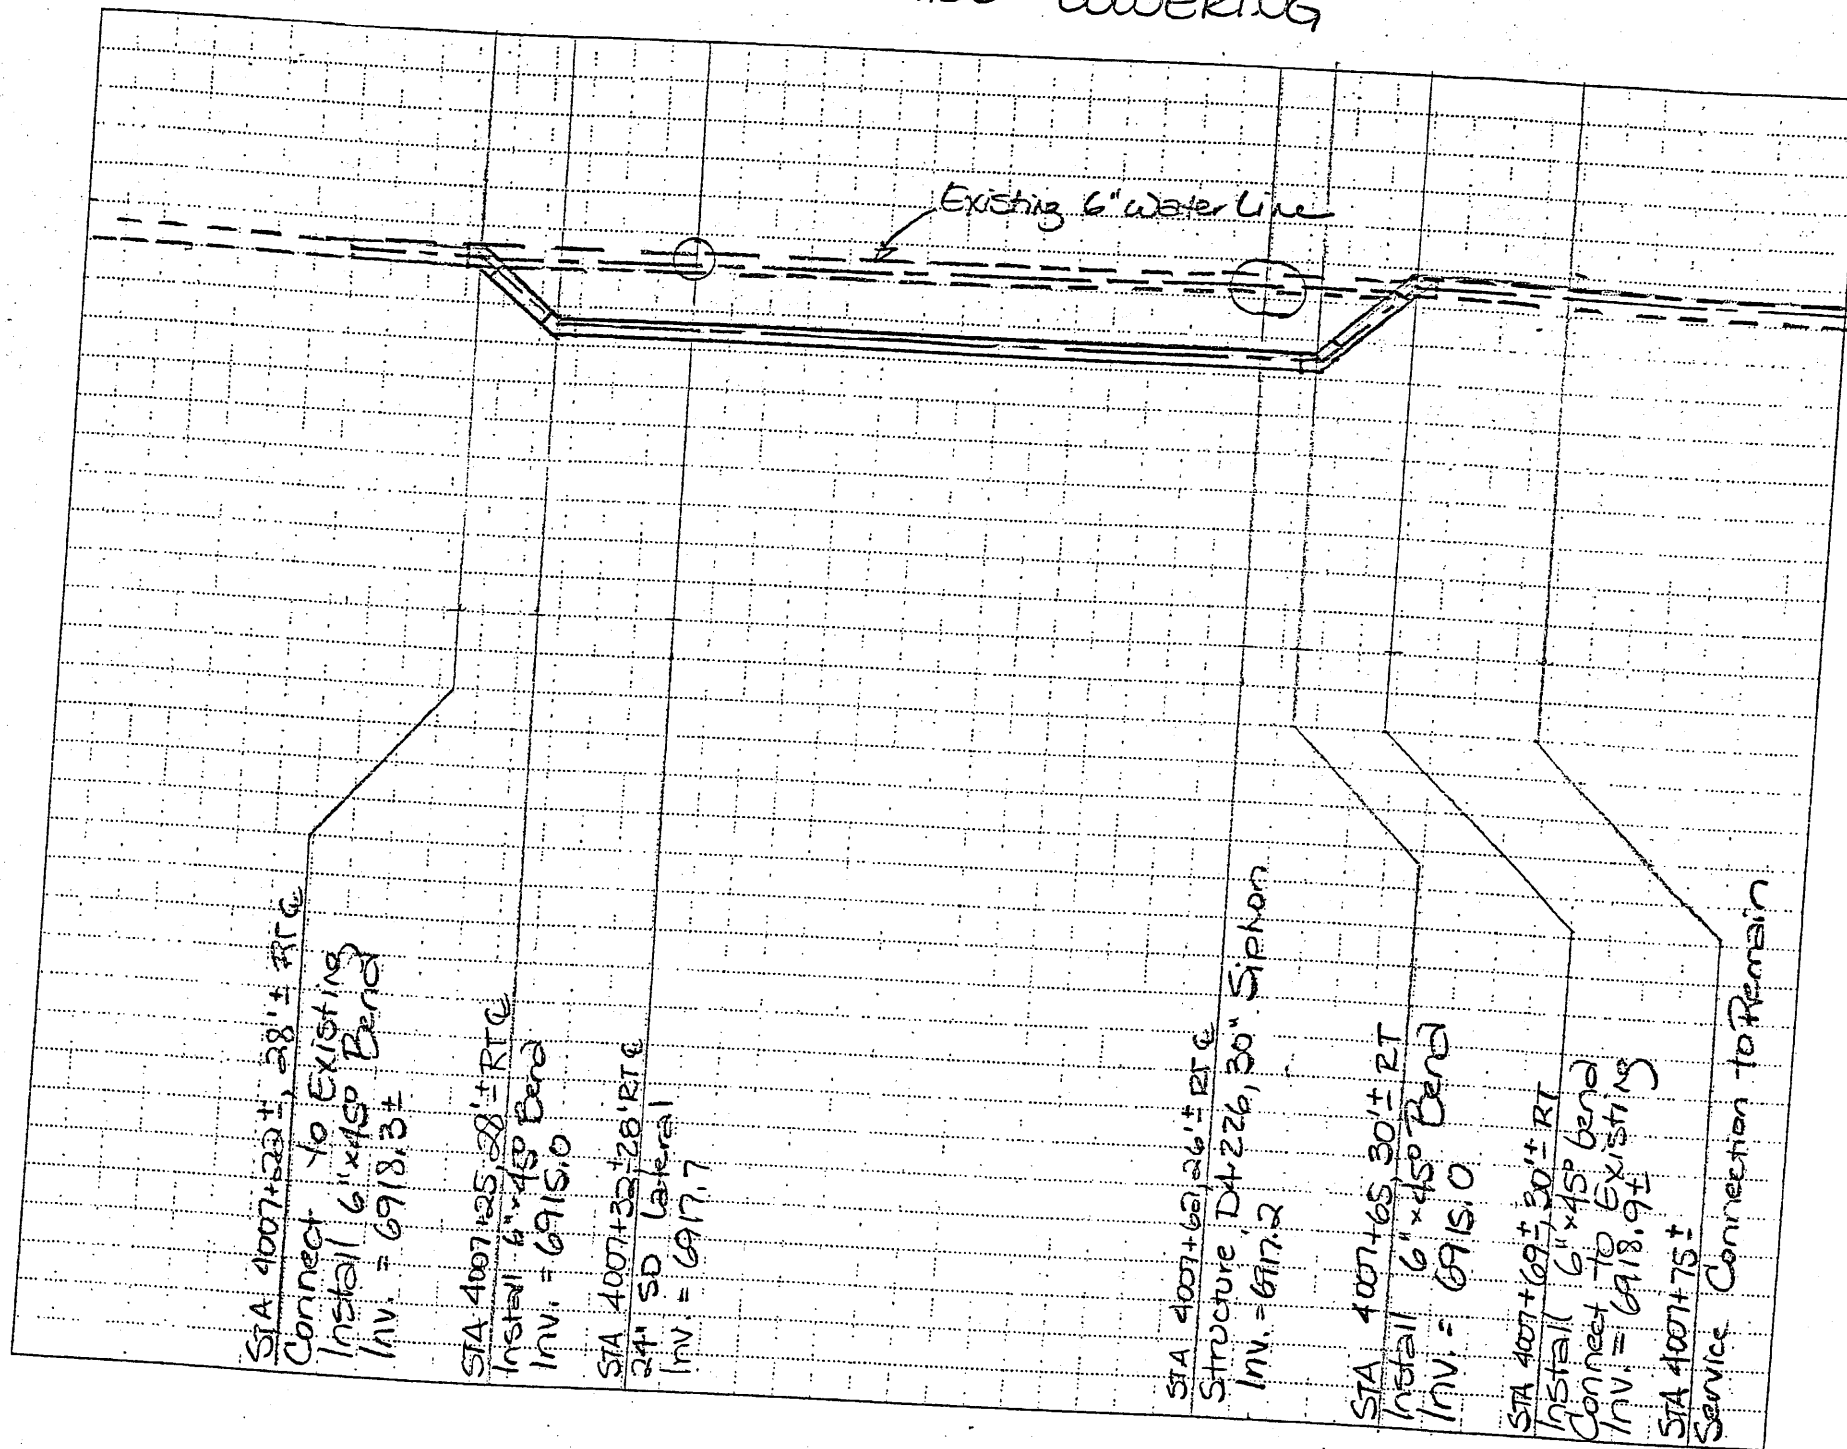 LOWERING
Existing 6" Water Line
STA 4007+22±, 28'± RT ℄
Connect to Existing
Install 6"x45° Bend
Inv. = 6918.3±
STA 4007+25, 28'± RT ℄
Install 6"x45° Bend
Inv. = 6915.0
STA 4007+32± 28' RT ℄
24" SD Lateral
Inv. = 6917.7
STA 4007+62, 26'± RT ℄
Structure D4-226, 30" Siphon
Inv. = 6917.2
STA 4007+65, 30'± RT
Install 6"x45° Bend
Inv. = 6915.0
STA 4007+69±, 30'± RT
Install 6"x45° bend
Connect to Existing
Inv. = 6918.9±
STA 4007+75±
Service Connection to Remain